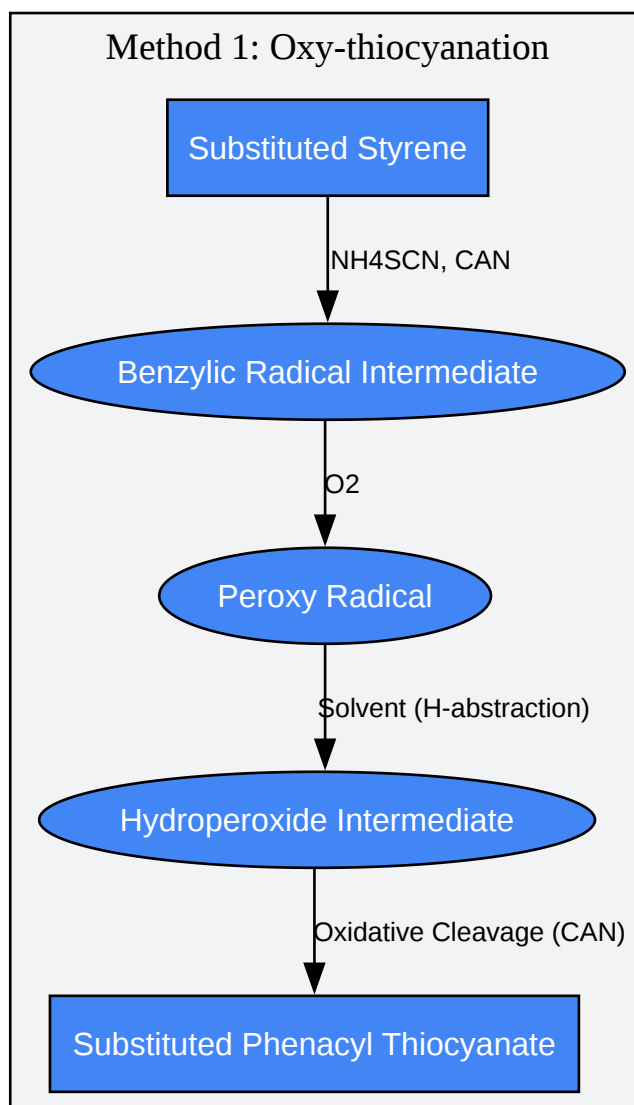 Method 1: Oxy-thiocyanation
Substituted Styrene
NH4SCN, CAN
Benzylic Radical Intermediate
O2
Peroxy Radical
Solvent (H-abstraction)
Hydroperoxide Intermediate
Oxidative Cleavage (CAN)
Substituted Phenacyl Thiocyanate